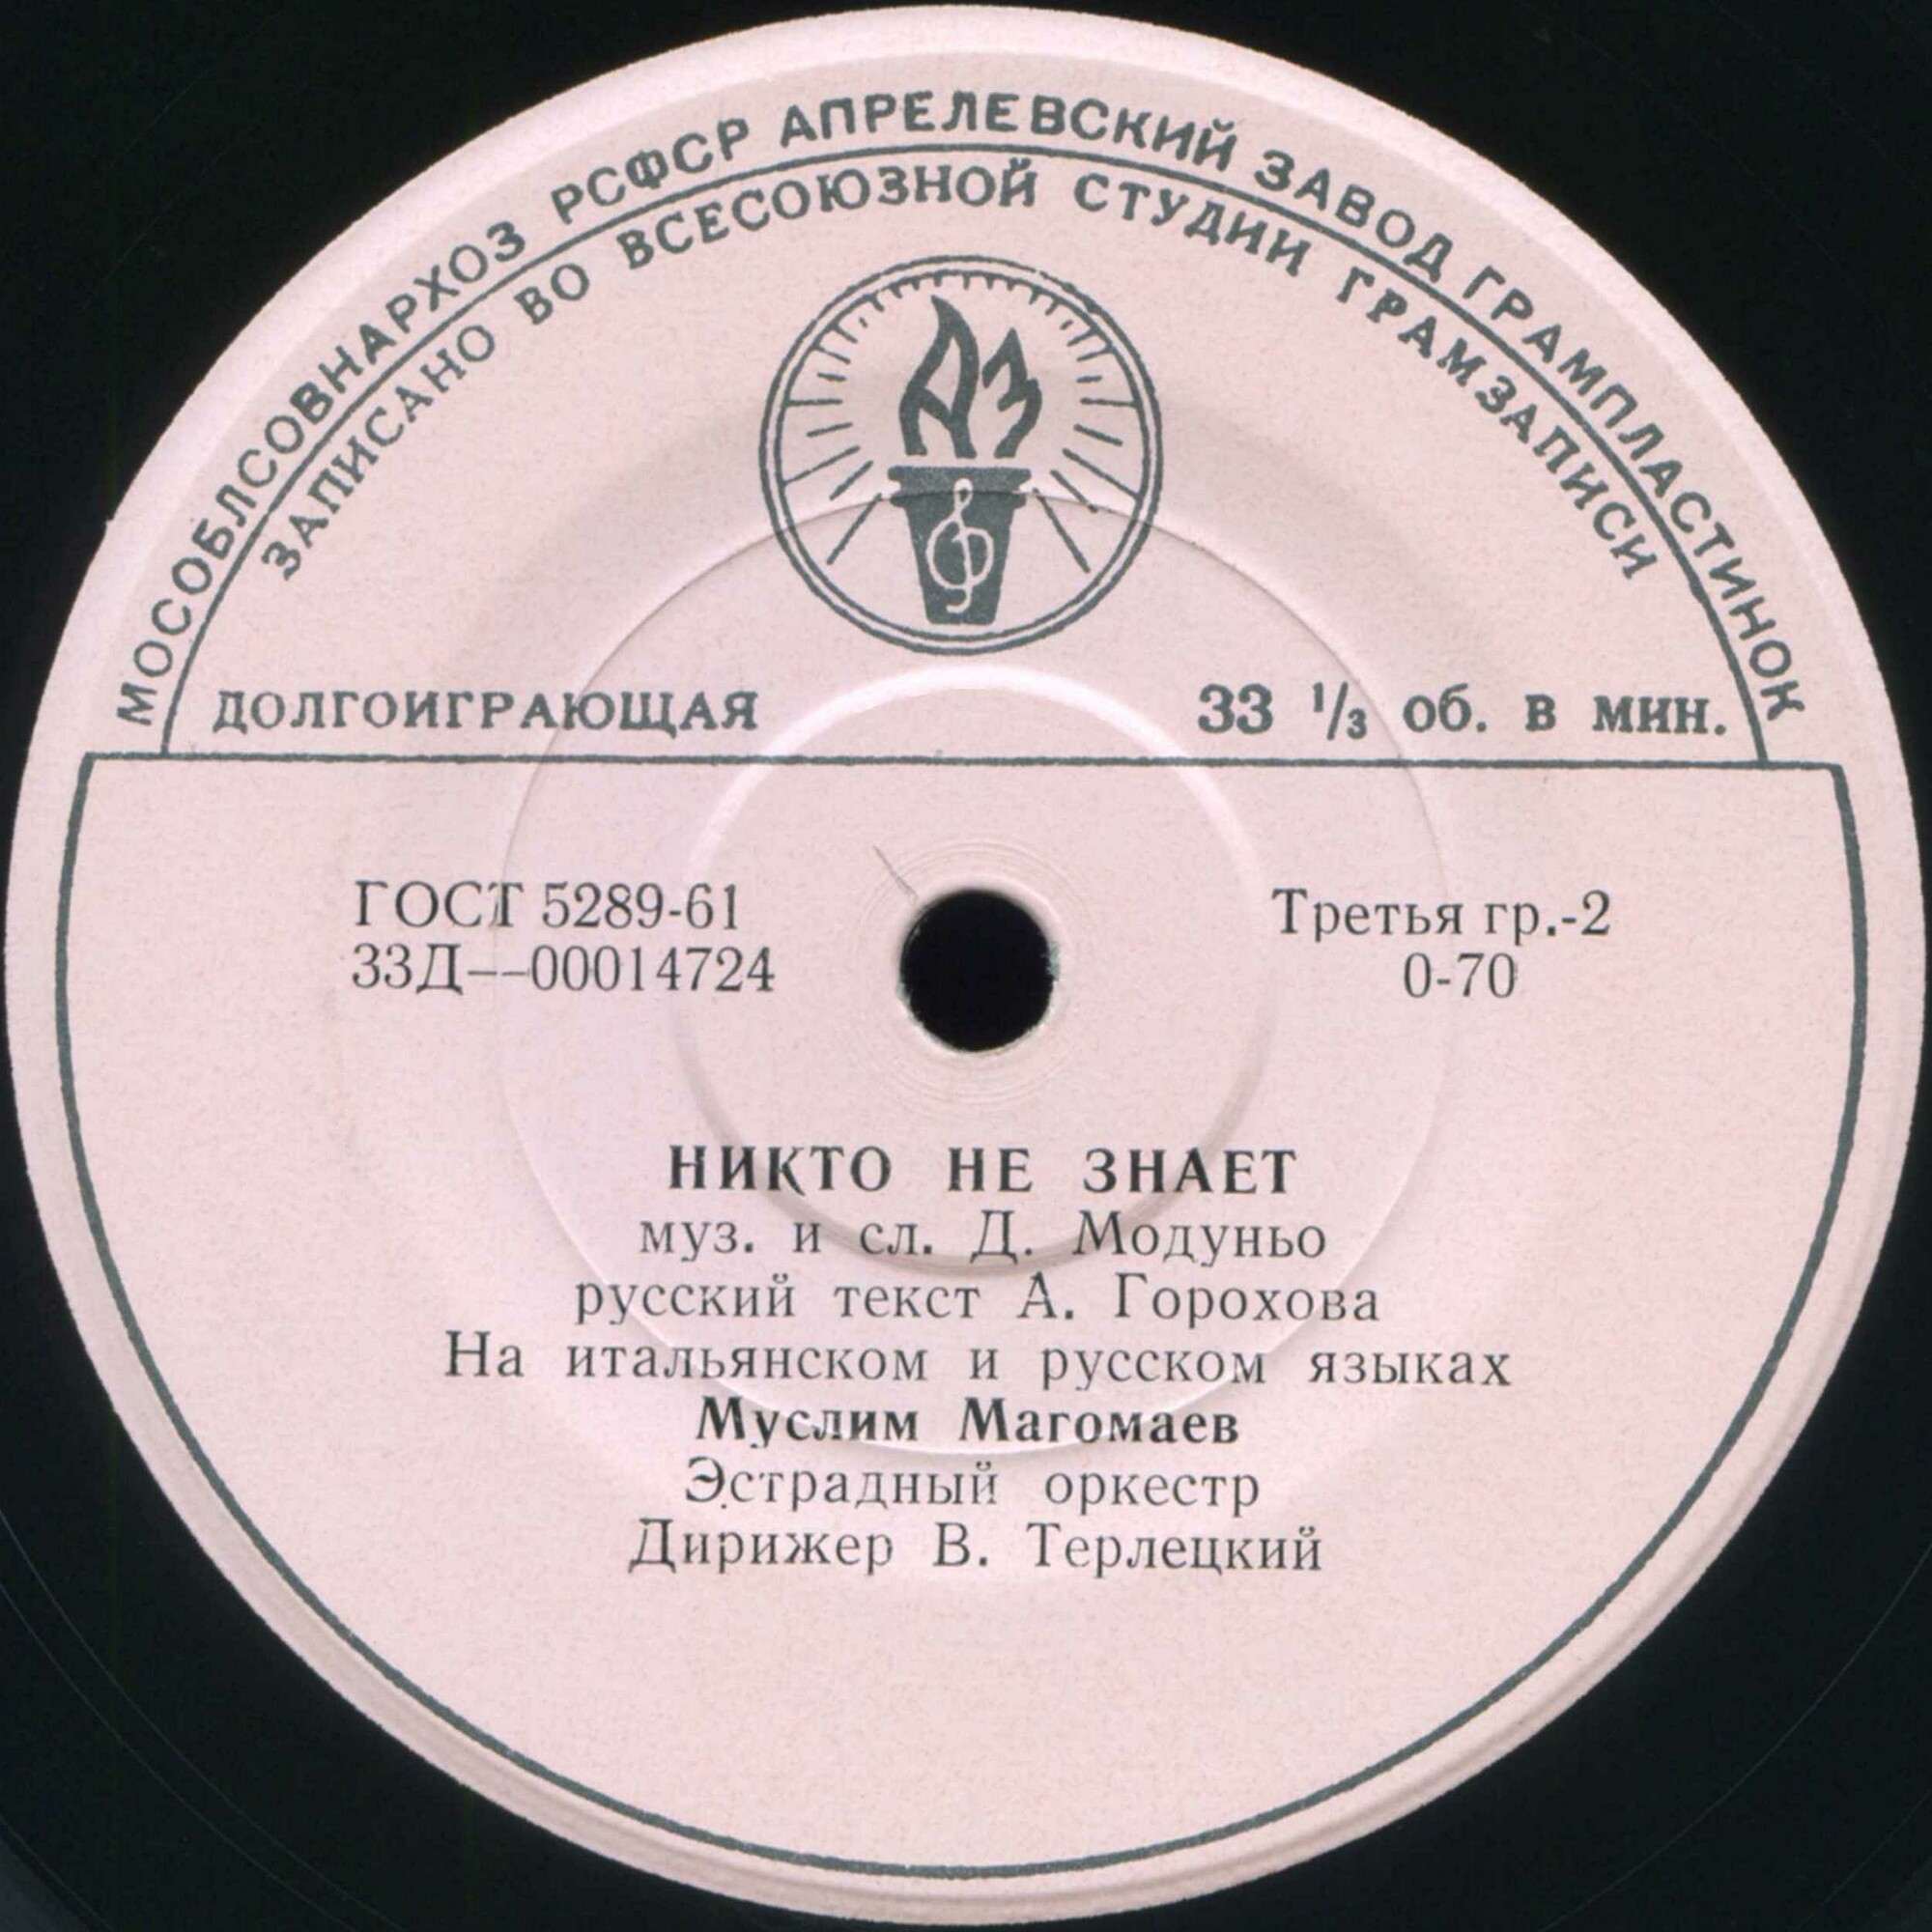 МОСОБЛСОВНАРХОЗ РСФСР АПРЕЛЕВСКИЙ ЗАВОД ГРАМПЛАСТИНОК
ЗАПИСАНО ВО ВСЕСОЮЗНОЙ СТУДИИ ГРАМЗАПИСИ
АЗ
ДОЛГОИГРАЮЩАЯ 33 1/3 об. в мин.
ГОСТ 5289-61 Третья гр.-2
33Д--00014724 0-70
НИКТО НЕ ЗНАЕТ
муз. и сл. Д. Модуньо
русский текст А. Горохова
На итальянском и русском языках
Муслим Магомаев
Эстрадный оркестр
Дирижер В. Терлецкий